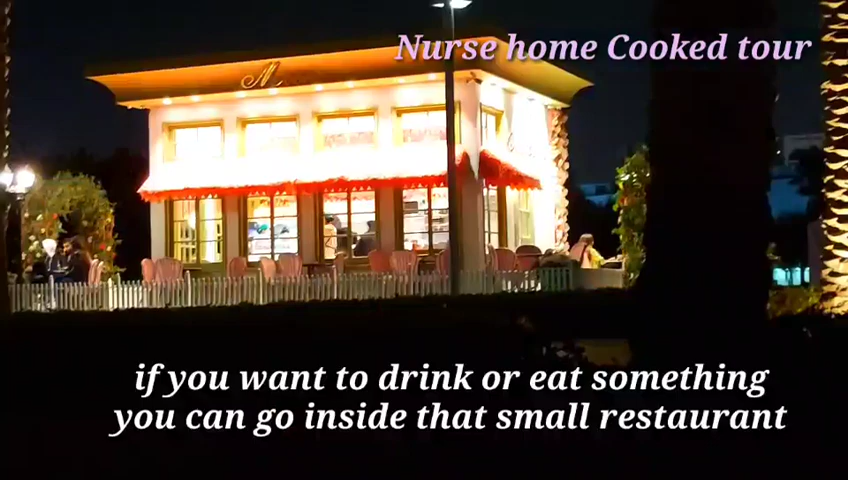 Nurse home Cooked tour
M
if you want to drink or eat something
you can go inside that small restaurant